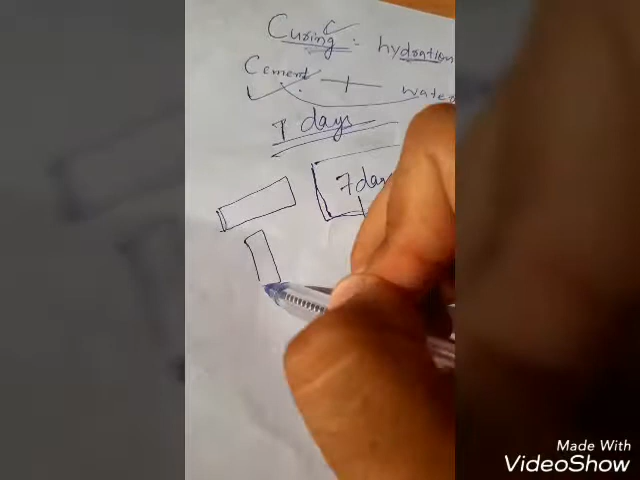 Curing : hydration
Cement + water
7 days
7 days
Made With
VideoShow